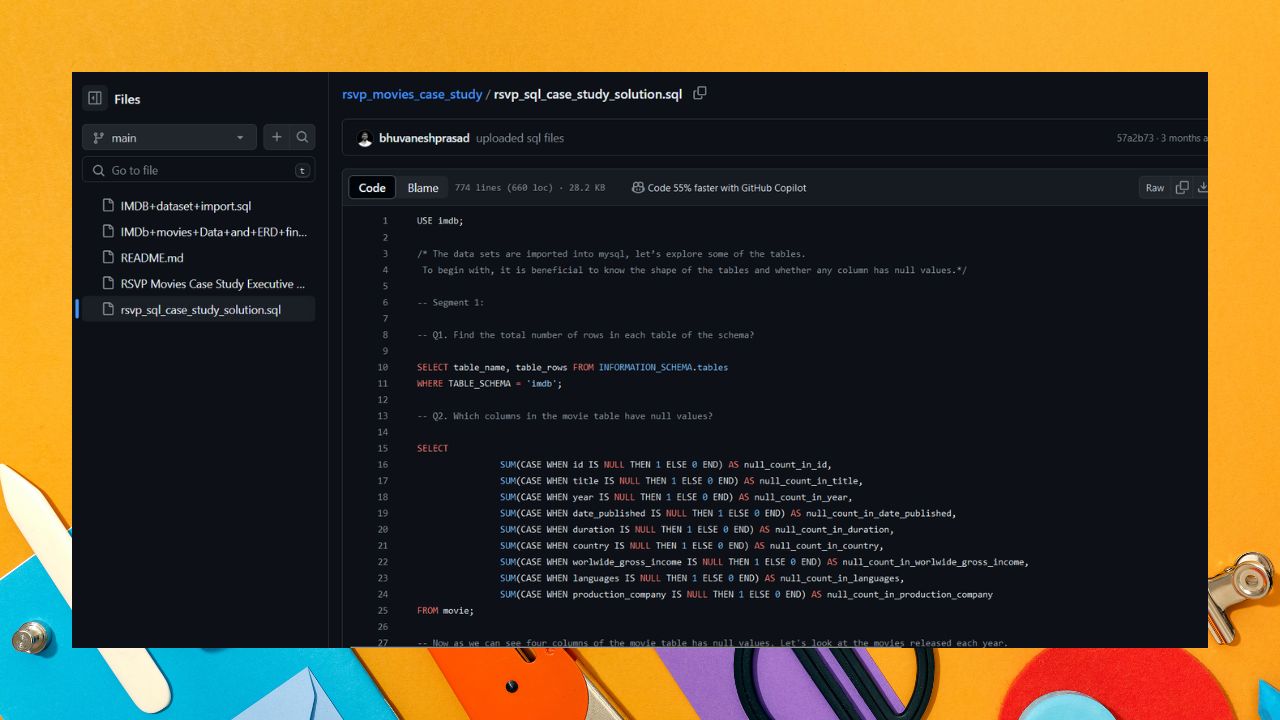 Files
main
Go to file
t
IMDB+dataset+import.sql
IMDb+movies+Data+and+ERD+fin...
README.md
RSVP Movies Case Study Executive ...
rsvp_sql_case_study_solution.sql
rsvp_movies_case_study / rsvp_sql_case_study_solution.sql
bhuvaneshprasad uploaded sql files 57a2b73 · 3 months a
Code Blame 774 lines (660 loc) · 28.2 KB Code 55% faster with GitHub Copilot Raw
1 USE imdb;
2
3 /* The data sets are imported into mysql, let’s explore some of the tables.
4 To begin with, it is beneficial to know the shape of the tables and whether any column has null values.*/
5
6 -- Segment 1:
7
8 -- Q1. Find the total number of rows in each table of the schema?
9
10 SELECT table_name, table_rows FROM INFORMATION_SCHEMA.tables
11 WHERE TABLE_SCHEMA = 'imdb';
12
13 -- Q2. Which columns in the movie table have null values?
14
15 SELECT
16 SUM(CASE WHEN id IS NULL THEN 1 ELSE 0 END) AS null_count_in_id,
17 SUM(CASE WHEN title IS NULL THEN 1 ELSE 0 END) AS null_count_in_title,
18 SUM(CASE WHEN year IS NULL THEN 1 ELSE 0 END) AS null_count_in_year,
19 SUM(CASE WHEN date_published IS NULL THEN 1 ELSE 0 END) AS null_count_in_date_published,
20 SUM(CASE WHEN duration IS NULL THEN 1 ELSE 0 END) AS null_count_in_duration,
21 SUM(CASE WHEN country IS NULL THEN 1 ELSE 0 END) AS null_count_in_country,
22 SUM(CASE WHEN worlwide_gross_income IS NULL THEN 1 ELSE 0 END) AS null_count_in_worlwide_gross_income,
23 SUM(CASE WHEN languages IS NULL THEN 1 ELSE 0 END) AS null_count_in_languages,
24 SUM(CASE WHEN production_company IS NULL THEN 1 ELSE 0 END) AS null_count_in_production_company
25 FROM movie;
26
27 -- Now as we can see four columns of the movie table has null values. Let's look at the movies released each year.